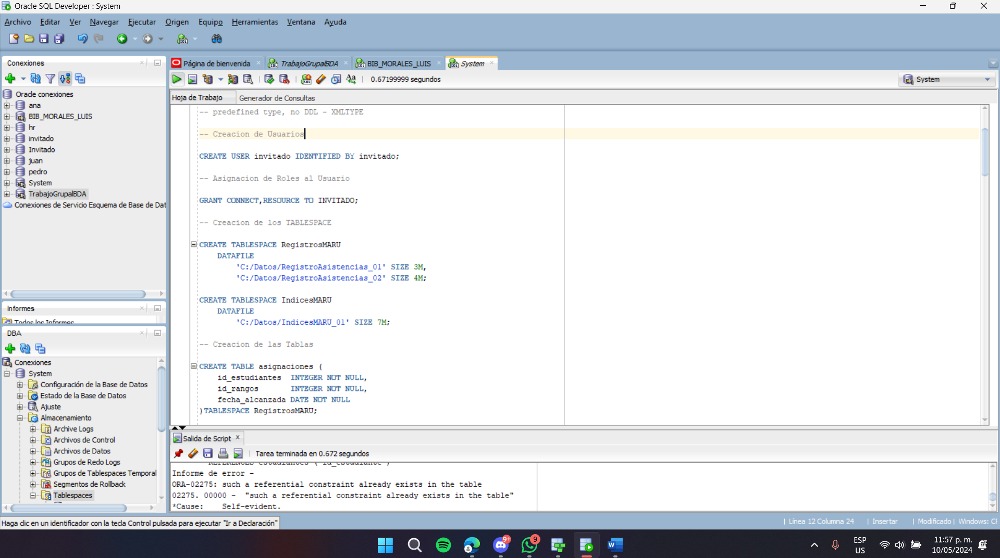 Oracle SQL Developer : System
Archivo Editar Ver Navegar Ejecutar Origen Equipo Herramientas Ventana Ayuda
Conexiones
Oracle conexiones
ana
BIB_MORALES_LUIS
hr
invitado
Invitado
juan
pedro
System
TrabajoGrupalBDA
Conexiones de Servicio Esquema de Base de Dat
Informes
Todos los Informes
DBA
Conexiones
System
Configuración de la Base de Datos
Estado de la Base de Datos
Ajuste
Almacenamiento
Archive Logs
Archivos de Control
Archivos de Datos
Grupos de Redo Logs
Grupos de Tablespaces Temporal
Segmentos de Rollback
Tablespaces
Página de bienvenida TrabajoGrupalBDA BIB_MORALES_LUIS System
0.67199999 segundos
System
Hoja de Trabajo Generador de Consultas
-- predefined type, no DDL - XMLTYPE
-- Creacion de Usuarios
CREATE USER invitado IDENTIFIED BY invitado;
-- Asignacion de Roles al Usuario
GRANT CONNECT,RESOURCE TO INVITADO;
-- Creacion de los TABLESPACE
CREATE TABLESPACE RegistrosMARU
DATAFILE
'C:/Datos/RegistroAsistencias_01' SIZE 3M,
'C:/Datos/RegistroAsistencias_02' SIZE 4M;
CREATE TABLESPACE IndicesMARU
DATAFILE
'C:/Datos/IndicesMARU_01' SIZE 7M;
-- Creacion de las Tablas
CREATE TABLE asignaciones (
id_estudiantes INTEGER NOT NULL,
id_rangos INTEGER NOT NULL,
fecha_alcanzada DATE NOT NULL
)TABLESPACE RegistrosMARU;
Salida de Script
Tarea terminada en 0.672 segundos
REFERENCES estudiantes ( id_estudiante )
Informe de error -
ORA-02275: such a referential constraint already exists in the table
02275. 00000 - "such a referential constraint already exists in the table"
*Cause: Self-evident.
Haga clic en un identificador con la tecla Control pulsada para ejecutar "Ir a Declaración"
| Línea 12 Columna 24 | Insertar | Modificado | Windows: CF
9+
9
W
ESP
US
11:57 p. m.
10/05/2024